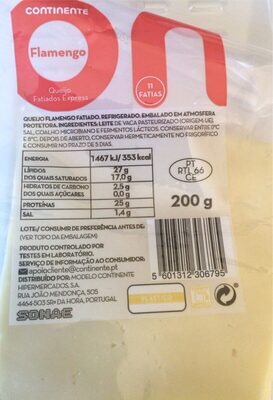 CONTINENTE
Flamengo
Queijo
Fatiados Express
11
FATIAS
QUEIJO FLAMENGO FATIADO. REFRIGERADO. EMBALADO EM ATMOSFERA
PROTETORA. INGREDIENTES: LEITE DE VACA PASTEURIZADO (ORIGEM: UE),
SAL, COALHO MICROBIANO E FERMENTOS LÁCTEOS. CONSERVAR ENTRE 0°C
E 8°C. DEPOIS DE ABERTO, CONSERVAR HERMETICAMENTE NO FRIGORÍFICO
E CONSUMIR NO PRAZO DE 5 DIAS.
ENERGIA 1467 kJ/ 353 kcal
LÍPIDOS 27 g
DOS QUAIS SATURADOS 17,0 g
HIDRATOS DE CARBONO 2,5 g
DOS QUAIS AÇÚCARES 0,0 g
PROTEÍNAS 25 g
SAL 1,4 g
PT
RTL 66
CE
200 g
LOTE/ CONSUMIR DE PREFERÊNCIA ANTES DE:
(VER TOPO DA EMBALAGEM)
PRODUTO CONTROLADO POR
TESTES EM LABORATÓRIO.
SERVIÇO DE INFORMAÇÃO AO CONSUMIDOR:
apoiocliente@continente.pt
DISTRIBUÍDO POR: MODELO CONTINENTE
HIPERMERCADOS, SA.
RUA JOÃO MENDONÇA, 505
4464-503 SRª DA HORA, PORTUGAL
SONAE
5 601312 306795
PLÁSTICO